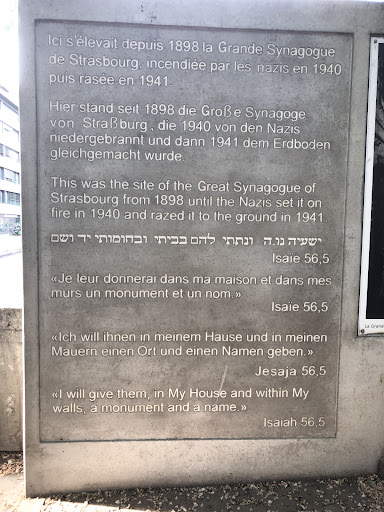 Ici s'élevait depuis 1898 la Grande Synagogue
de Strasbourg, incendiée par les nazis en 1940
puis rasée en 1941.
Hier stand seit 1898 die Große Synagoge
von Straßburg, die 1940 von den Nazis
niedergebrannt und dann 1941 dem Erdboden
gleichgemacht wurde.
This was the site of the Great Synagogue of
Strasbourg from 1898 until the Nazis set it on
fire in 1940 and razed it to the ground in 1941.
ישעיה נו.ה ונתתי להם בביתי ובחומותי יד ושם
Isaïe 56,5
«Je leur donnerai dans ma maison et dans mes
murs un monument et un nom.»
Isaïe 56,5
«Ich will ihnen in meinem Hause und in meinen
Mauern einen Ort und einen Namen geben.»
Jesaja 56,5
«I will give them, in My House and within My
walls, a monument and a name.»
Isaiah 56,5
La Grand